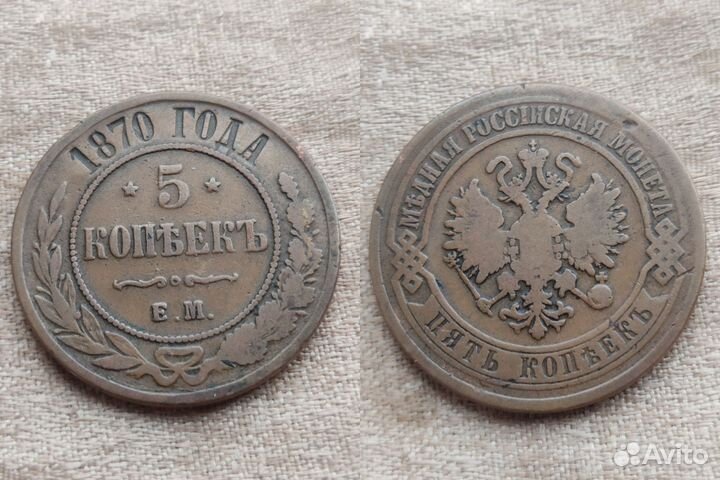 1870 ГОДА
5
КОПѢЕКЪ
Е.М.
МѢДНАЯ РОССІЙСКАЯ МОНЕТА
ПЯТЬ КОПѢЕКЪ
Avito